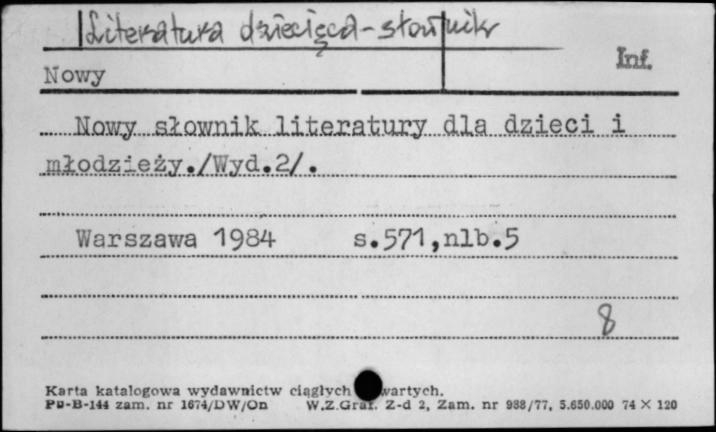 Literatura dziecięca - słownik
Inf.
Nowy
Nowy słownik literatury dla dzieci i
młodzieży./Wyd.2/.
Warszawa 1984 s.571,nlb.5
8
Karta katalogowa wydawnictw ciągłych wartych.
Pu-B-144 zam. nr 1674/DW/On W.Z.Graf. Z-d 2, Zam. nr 988/77, 5.650.000 74 × 120